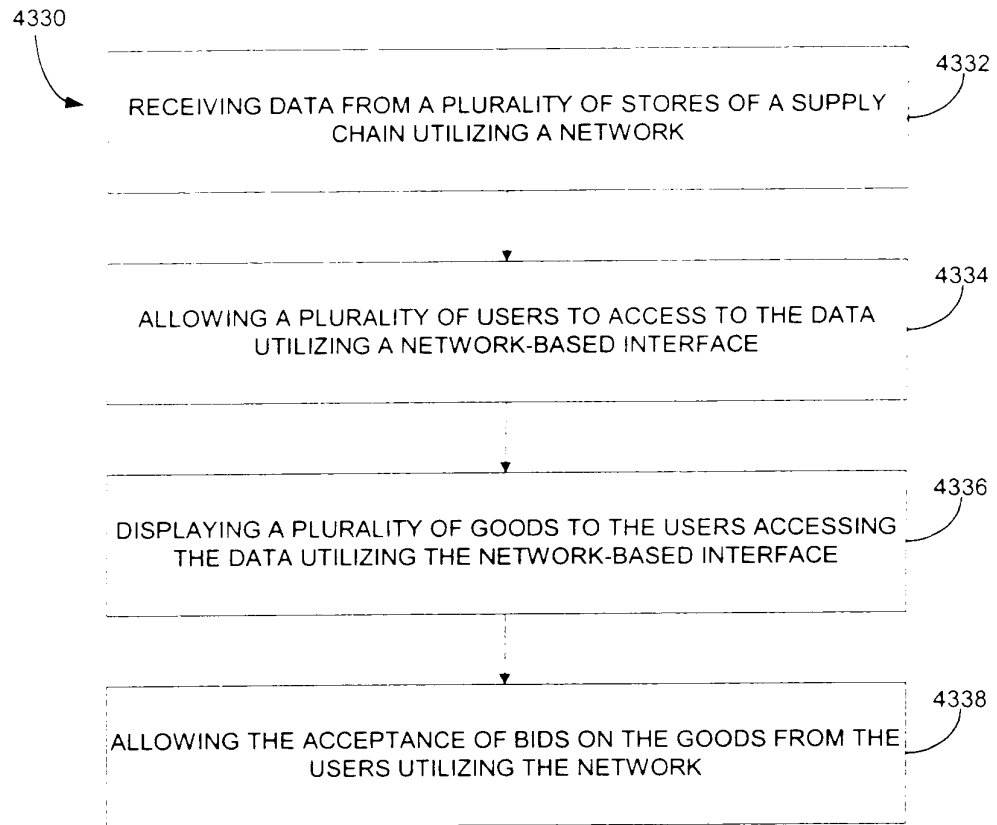 4330
4332
RECEIVING DATA FROM A PLURALITY OF STORES OF A SUPPLY
CHAIN UTILIZING A NETWORK
4334
ALLOWING A PLURALITY OF USERS TO ACCESS TO THE DATA
UTILIZING A NETWORK-BASED INTERFACE
4336
DISPLAYING A PLURALITY OF GOODS TO THE USERS ACCESSING
THE DATA UTILIZING THE NETWORK-BASED INTERFACE
4338
ALLOWING THE ACCEPTANCE OF BIDS ON THE GOODS FROM THE
USERS UTILIZING THE NETWORK